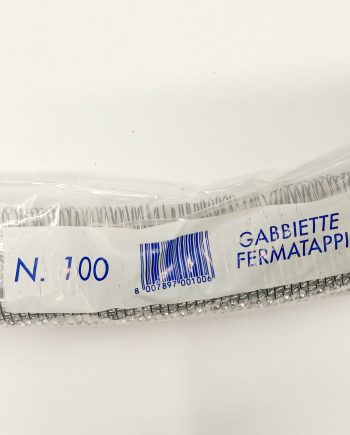 N. 100
8 007897 001006
GABBIETTE
FERMATAPPI